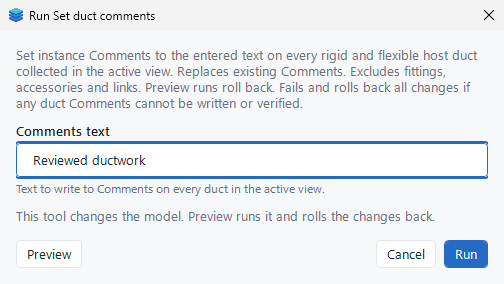 Run Set duct comments
Set instance Comments to the entered text on every rigid and flexible host duct
collected in the active view. Replaces existing Comments. Excludes fittings,
accessories and links. Preview runs roll back. Fails and rolls back all changes if
any duct Comments cannot be written or verified.
Comments text
Reviewed ductwork
Text to write to Comments on every duct in the active view.
This tool changes the model. Preview runs it and rolls the changes back.
Preview
Cancel
Run